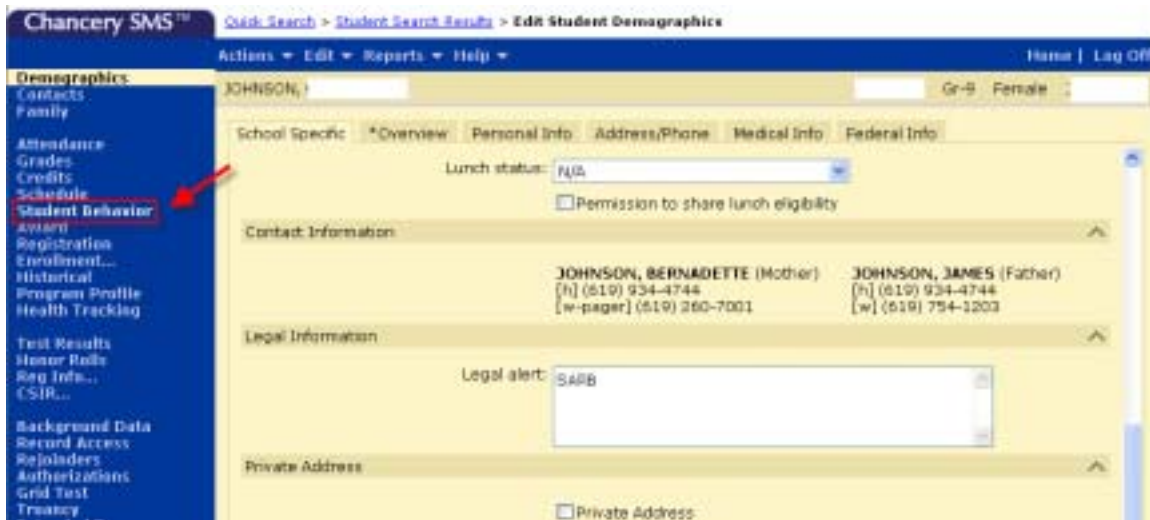 Chancery SMS™
Quick Search > Student Search Results > Edit Student Demographics
Actions Edit Reports Help Home | Log Off
Demographics
Contacts
Family
Attendance
Grades
Credits
Schedule
Student Behavior
Award
Registration
Enrollment...
Historical
Program Profile
Health Tracking
Test Results
Honor Rolls
Reg Info...
CSIR...
Background Data
Record Access
Rejoinders
Authorizations
Grid Test
Truancy
JOHNSON, Gr-9 Female
School Specific *Overview Personal Info Address/Phone Medical Info Federal Info
Lunch status: N/A
Permission to share lunch eligibility
Contact Information
JOHNSON, BERNADETTE (Mother) JOHNSON, JAMES (Father)
[h] (619) 934-4744 [h] (619) 934-4744
[w-pager] (619) 260-7001 [w] (619) 754-1203
Legal Information
Legal alert: SARB
Private Address
Private Address